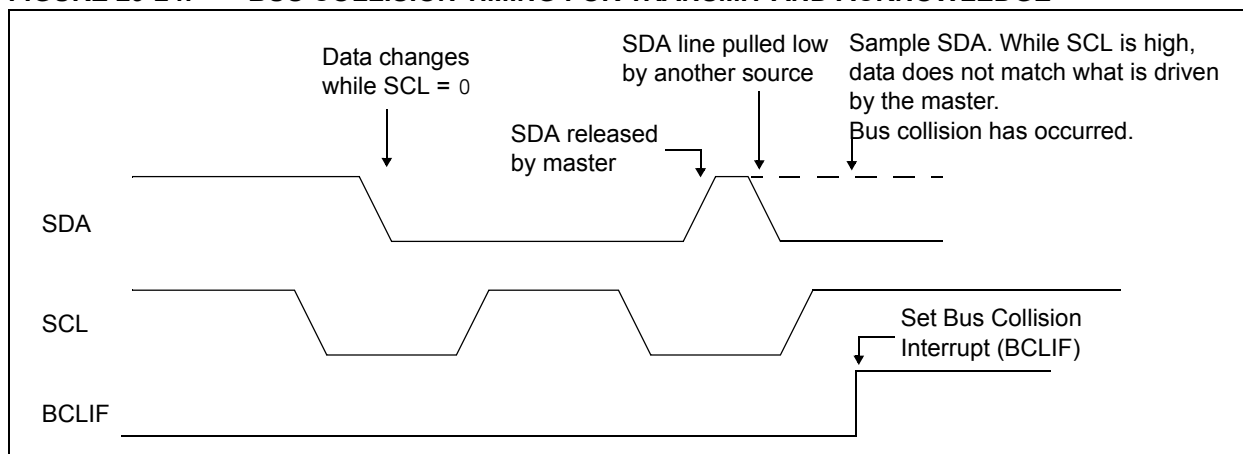 Data changes
while SCL = 0
SDA line pulled low
by another source
Sample SDA. While SCL is high,
data does not match what is driven
by the master.
Bus collision has occurred.
SDA released
by master
SDA
SCL
Set Bus Collision
Interrupt (BCLIF)
BCLIF